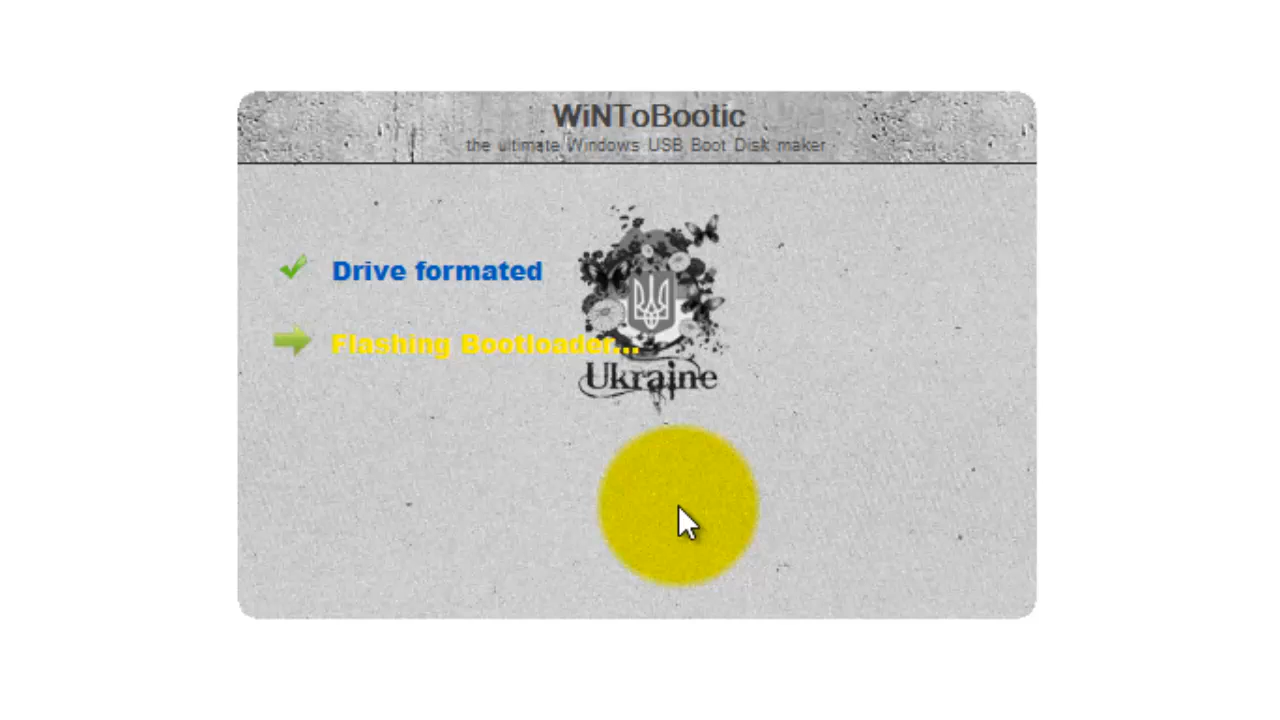 WiNToBootic
the ultimate Windows USB Boot Disk maker
Drive formated
Flashing Bootloader...
Ukraine